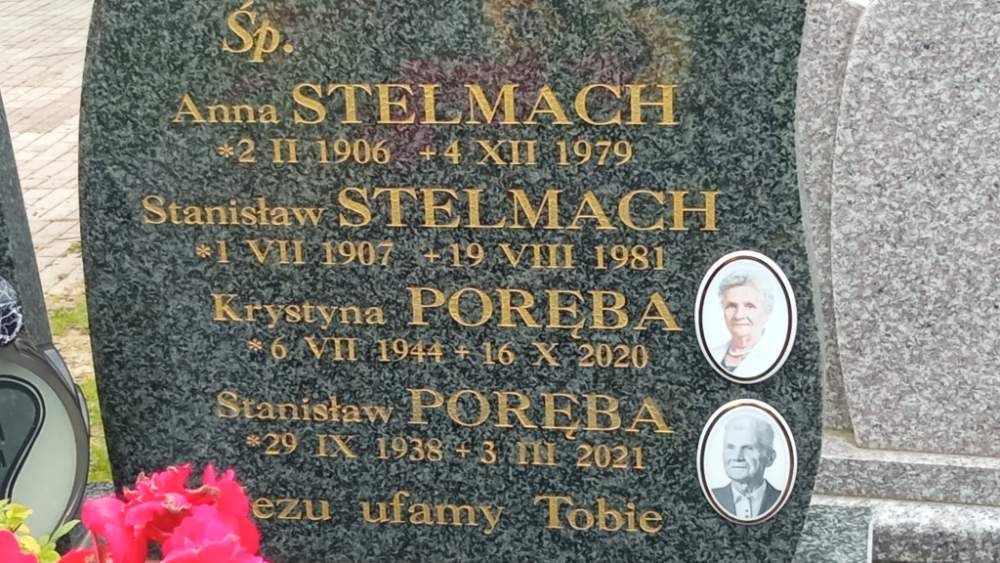 Śp.
Anna STELMACH
*2 II 1906 +4 XII 1979
Stanisław STELMACH
*1 VII 1907 +19 VIII 1981
Krystyna PORĘBA
*6 VII 1944 +16 X 2020
Stanisław PORĘBA
*29 IX 1938 +3 III 2021
ezu ufamy Tobie